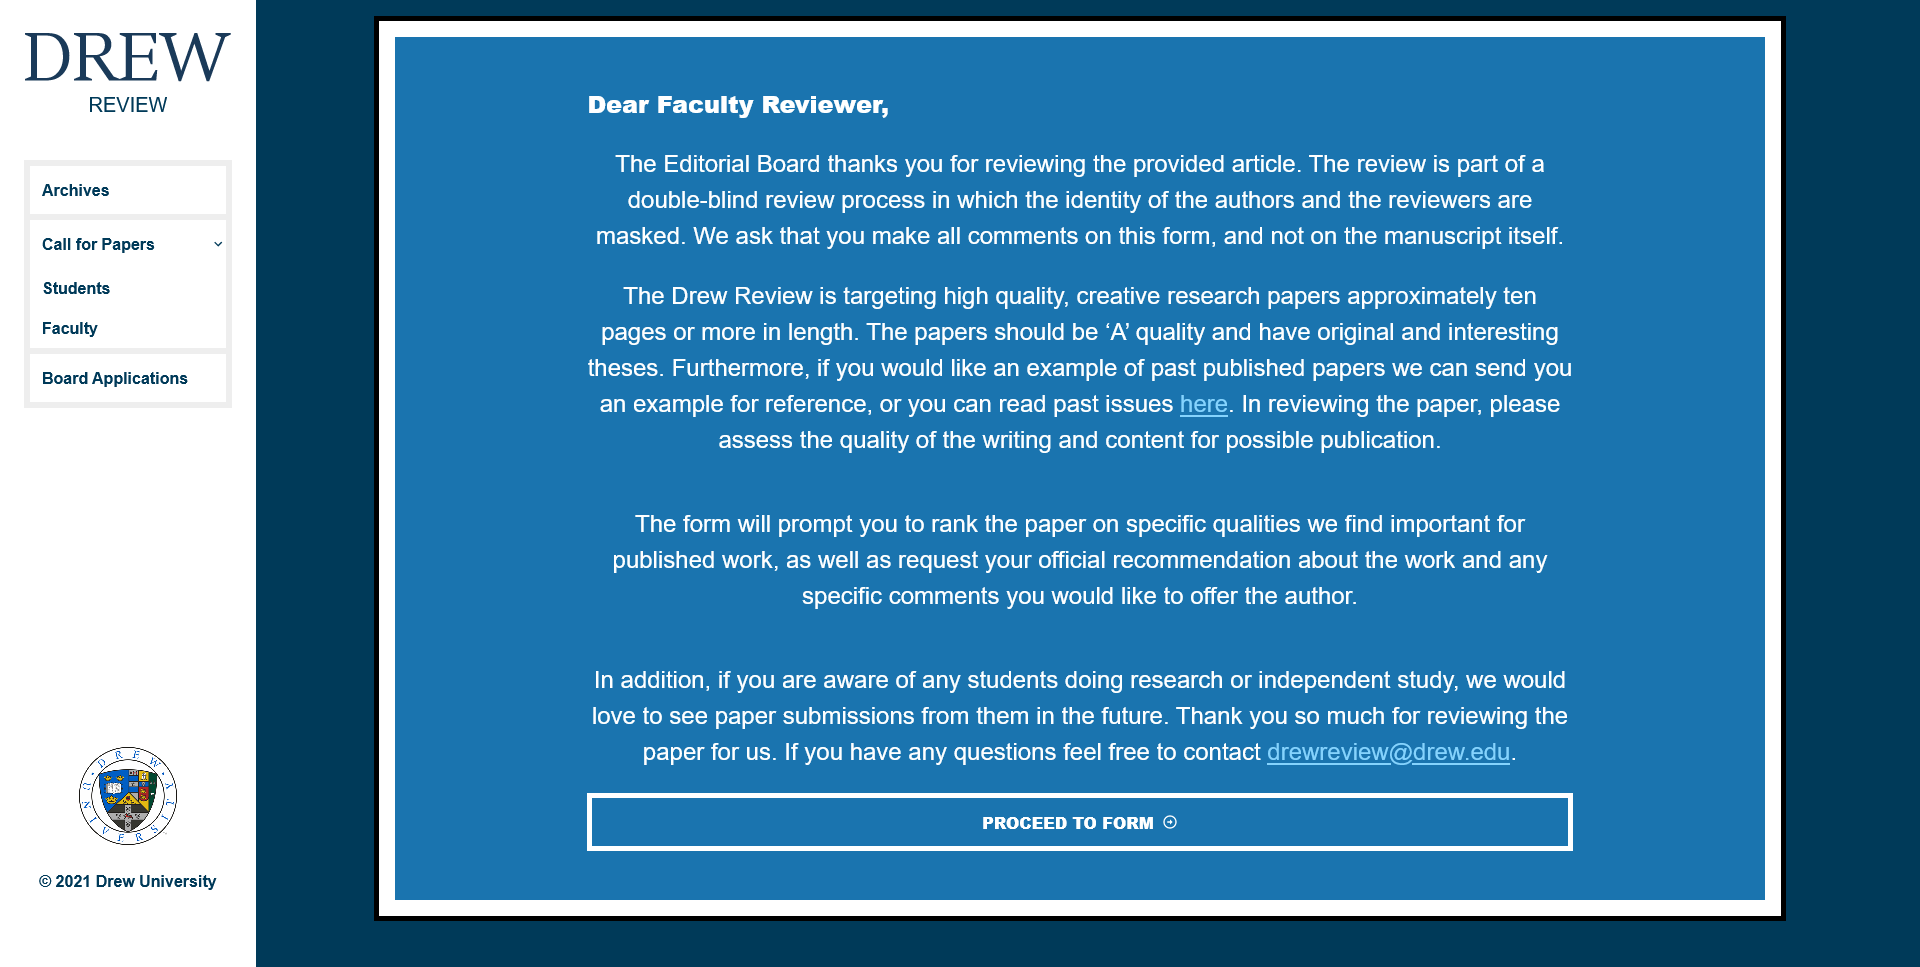 DREW
REVIEW
Archives
Call for Papers
Students
Faculty
Board Applications
DREW UNIVERSITY
© 2021 Drew University
Dear Faculty Reviewer,
The Editorial Board thanks you for reviewing the provided article. The review is part of a
double-blind review process in which the identity of the authors and the reviewers are
masked. We ask that you make all comments on this form, and not on the manuscript itself.
The Drew Review is targeting high quality, creative research papers approximately ten
pages or more in length. The papers should be ‘A’ quality and have original and interesting
theses. Furthermore, if you would like an example of past published papers we can send you
an example for reference, or you can read past issues here. In reviewing the paper, please
assess the quality of the writing and content for possible publication.
The form will prompt you to rank the paper on specific qualities we find important for
published work, as well as request your official recommendation about the work and any
specific comments you would like to offer the author.
In addition, if you are aware of any students doing research or independent study, we would
love to see paper submissions from them in the future. Thank you so much for reviewing the
paper for us. If you have any questions feel free to contact drewreview@drew.edu.
PROCEED TO FORM